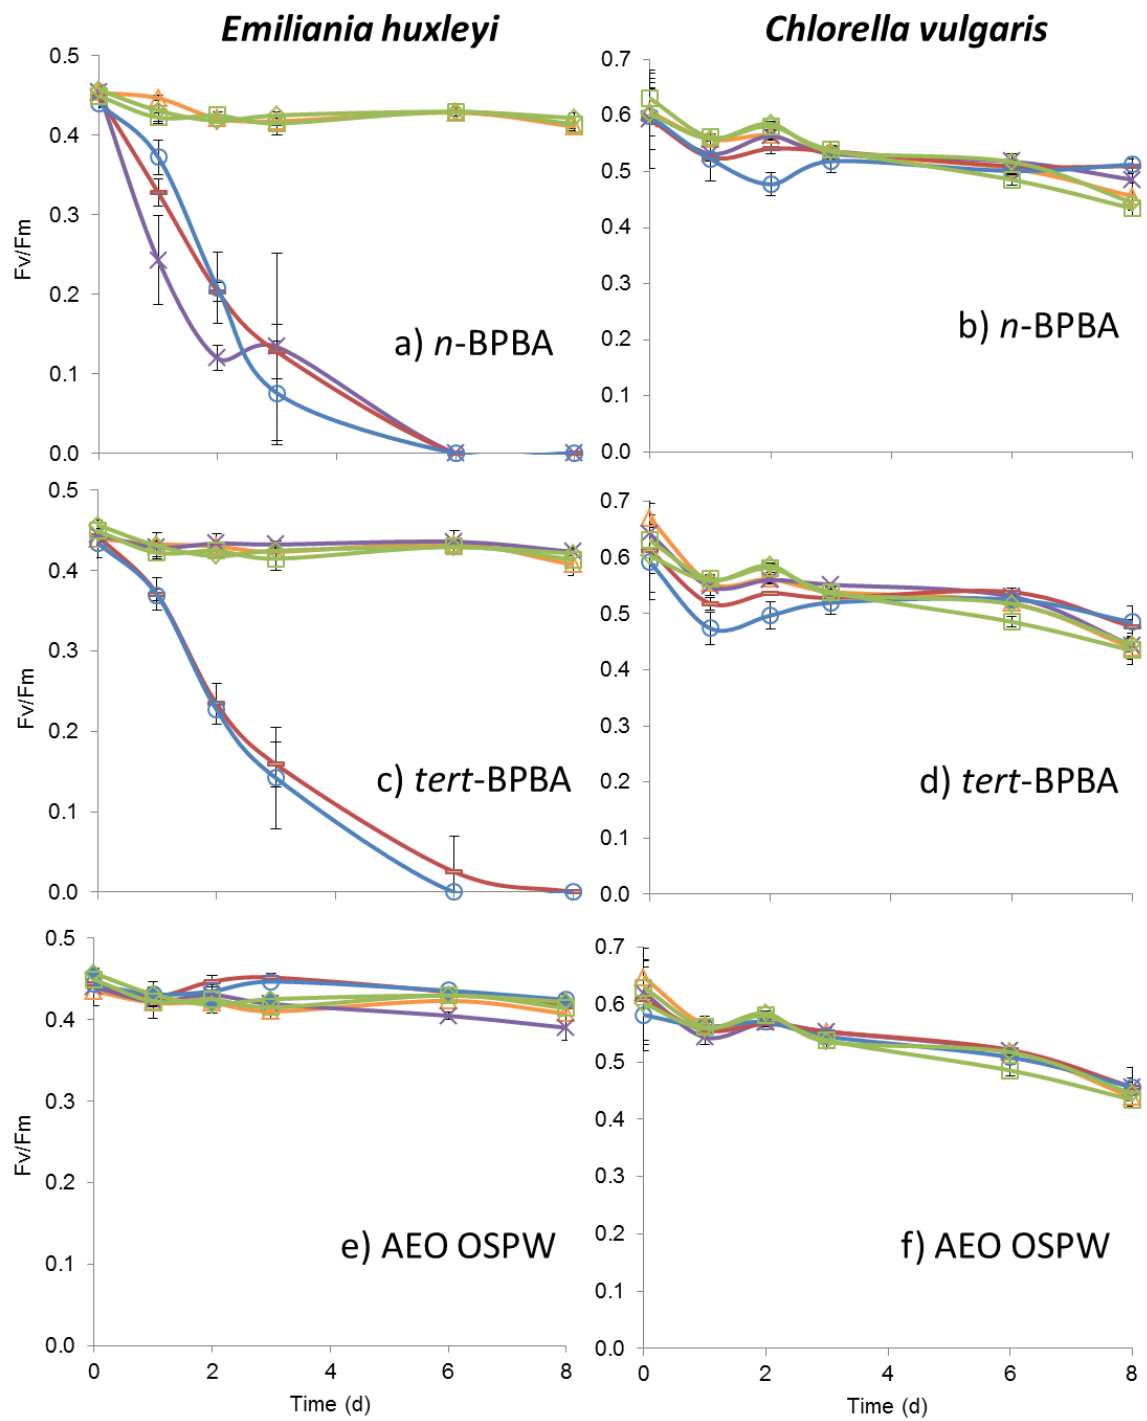 Emiliania huxleyi
Chlorella vulgaris
0.5
0.4
0.3
0.2
0.1
0.0
Fv/Fm
a) n-BPBA
0.7
0.6
0.5
0.4
0.3
0.2
0.1
0.0
b) n-BPBA
0.5
0.4
0.3
0.2
0.1
0.0
Fv/Fm
c) tert-BPBA
0.7
0.6
0.5
0.4
0.3
0.2
0.1
0.0
d) tert-BPBA
0.5
0.4
0.3
0.2
0.1
0.0
Fv/Fm
e) AEO OSPW
0 2 4 6 8
Time (d)
0.7
0.6
0.5
0.4
0.3
0.2
0.1
0.0
f) AEO OSPW
0 2 4 6 8
Time (d)